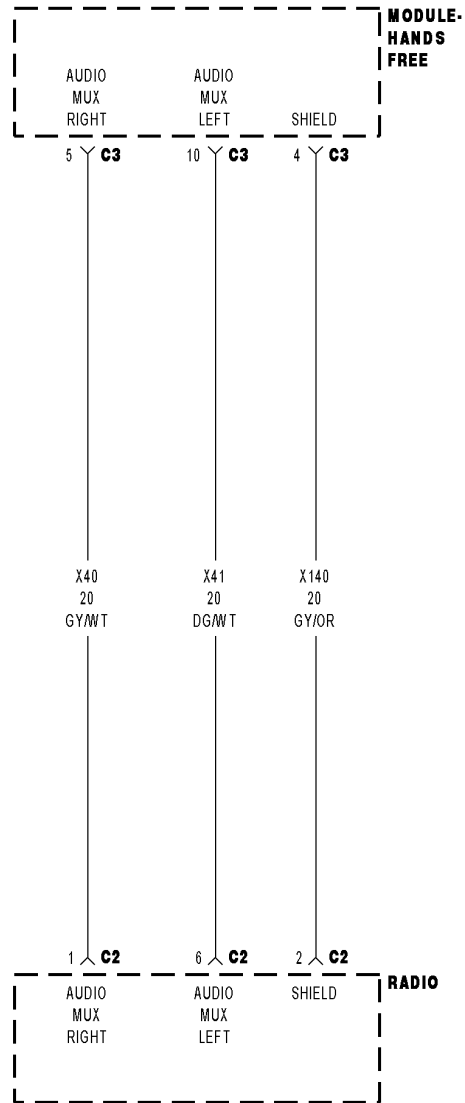 MODULE-
HANDS
FREE
AUDIO
MUX
RIGHT
AUDIO
MUX
LEFT
SHIELD
5 C3
10 C3
4 C3
X40
20
GY/WT
X41
20
DG/WT
X140
20
GY/OR
1 C2
6 C2
2 C2
RADIO
AUDIO
MUX
RIGHT
AUDIO
MUX
LEFT
SHIELD